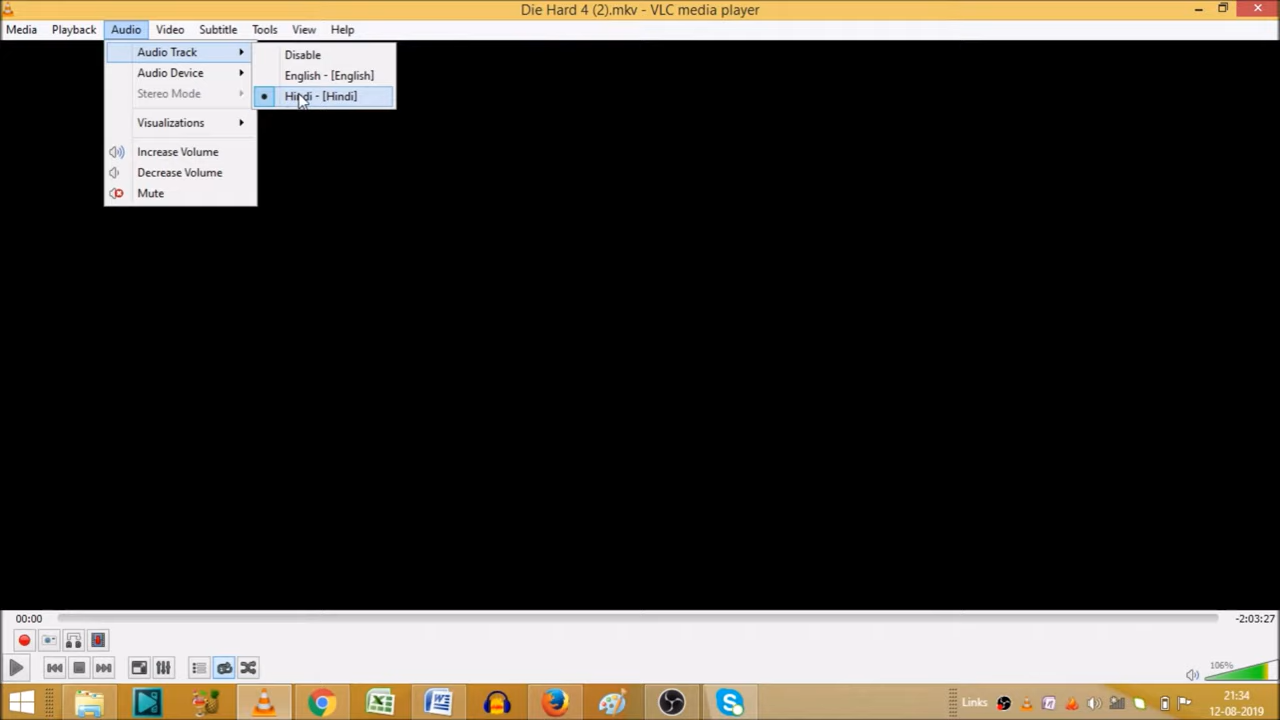 Die Hard 4 (2).mkv - VLC media player
Media Playback Audio Video Subtitle Tools View Help
Audio Track
Disable
Audio Device
English - [English]
Stereo Mode
Hindi - [Hindi]
Visualizations
Increase Volume
Decrease Volume
Mute
00:00 -2:03:27
106%
Links 21:34
12-08-2019